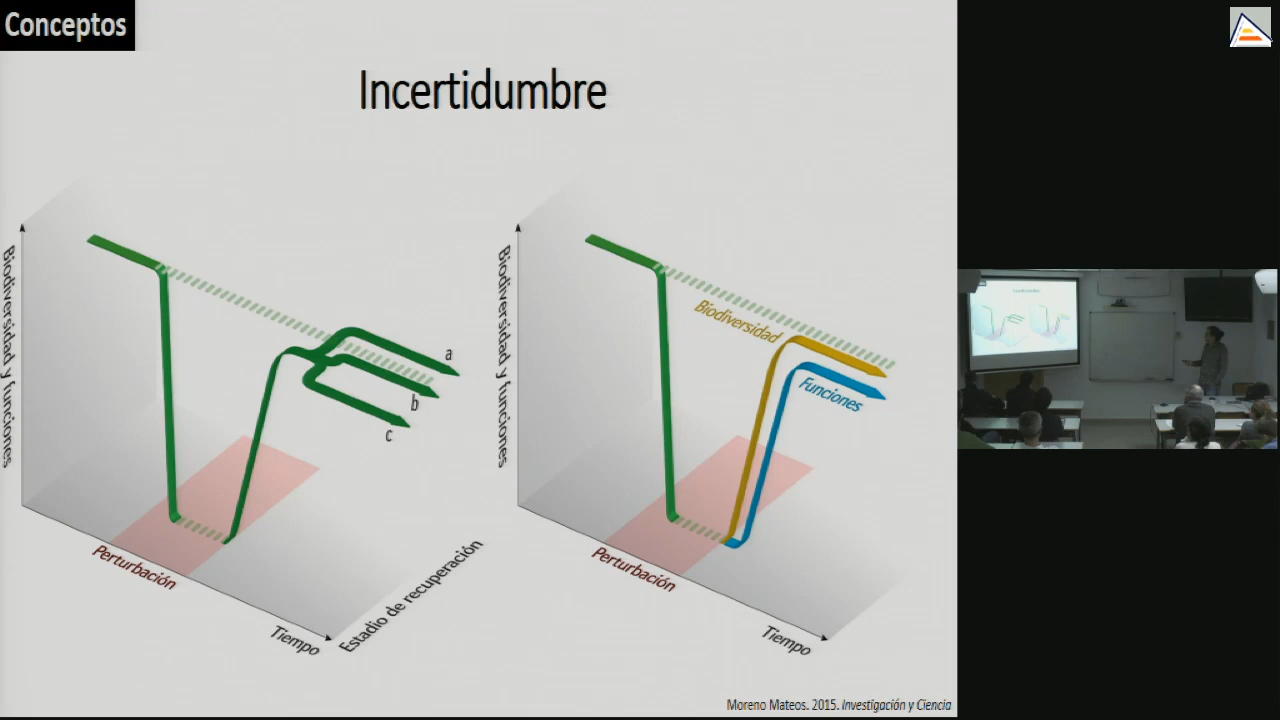 Conceptos
Incertidumbre
Biodiversidad y funciones
a
b
c
Perturbación
Tiempo
Estadio de recuperación
Biodiversidad y funciones
Biodiversidad
Funciones
Perturbación
Tiempo
Moreno Mateos. 2015. Investigación y Ciencia